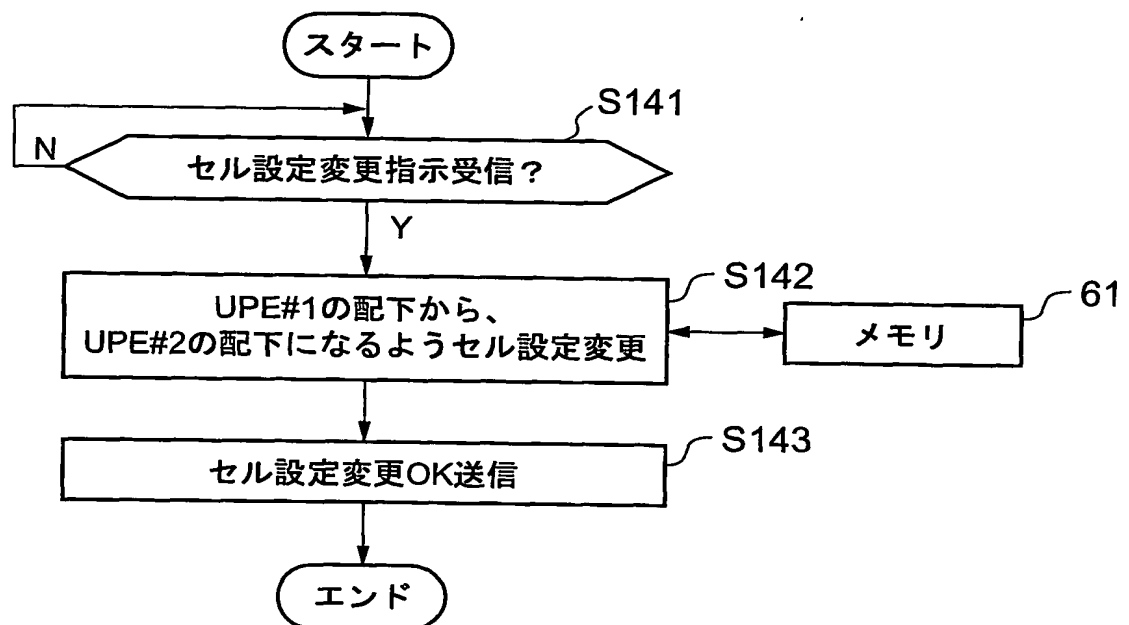 スタート
S141
N
セル設定変更指示受信？
Y
S142
UPE#1の配下から、
UPE#2の配下になるようセル設定変更
61
メモリ
S143
セル設定変更OK送信
エンド